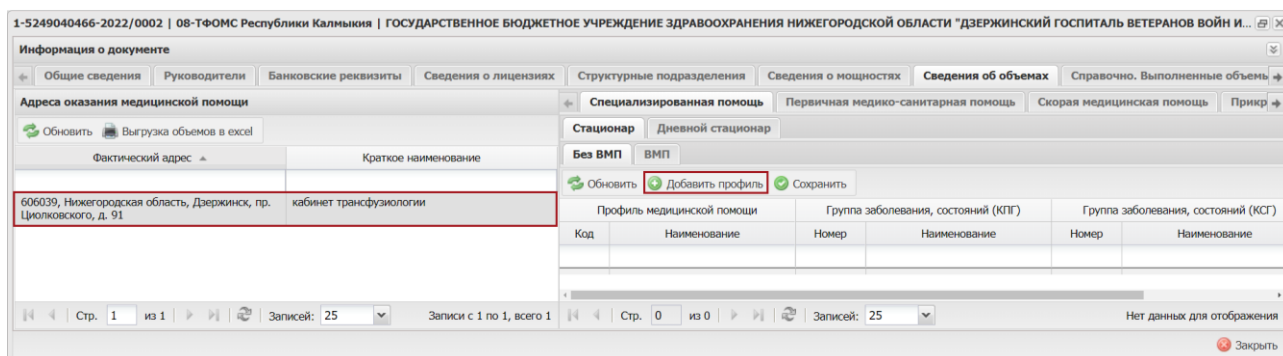 1-5249040466-2022/0002 | 08-ТФОМС Республики Калмыкия | ГОСУДАРСТВЕННОЕ БЮДЖЕТНОЕ УЧРЕЖДЕНИЕ ЗДРАВООХРАНЕНИЯ НИЖЕГОРОДСКОЙ ОБЛАСТИ "ДЗЕРЖИНСКИЙ ГОСПИТАЛЬ ВЕТЕРАНОВ ВОЙН И...
Информация о документе
Общие сведения Руководители Банковские реквизиты Сведения о лицензиях Структурные подразделения Сведения о мощностях Сведения об объемах Справочно. Выполненные объемы
Адреса оказания медицинской помощи
Обновить Выгрузка объемов в excel
Фактический адрес Краткое наименование
606039, Нижегородская область, Дзержинск, пр. кабинет трансфузиологии
Циолковского, д. 91
Стр. 1 из 1 Записей: 25 Записи с 1 по 1, всего 1
Специализированная помощь Первичная медико-санитарная помощь Скорая медицинская помощь Прикр
Стационар Дневной стационар
Без ВМП ВМП
Обновить Добавить профиль Сохранить
Профиль медицинской помощи Группа заболевания, состояний (КПГ) Группа заболевания, состояний (КСГ)
Код Наименование Номер Наименование Номер Наименование
Стр. 0 из 0 Записей: 25 Нет данных для отображения
Закрыть